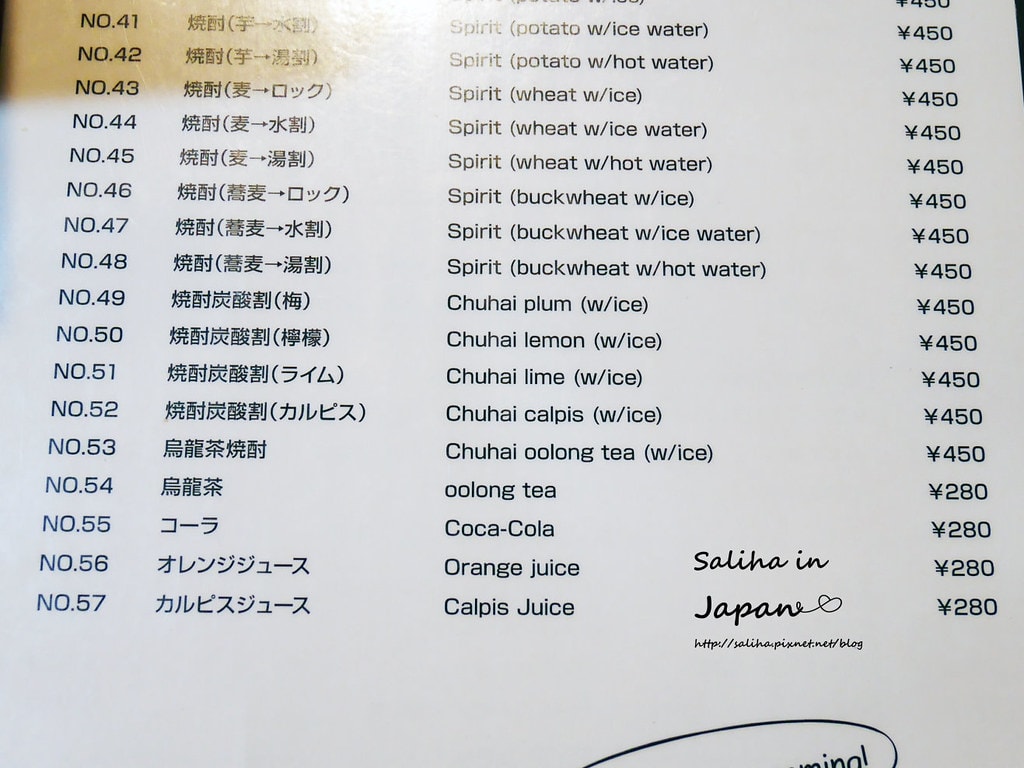 Spirit (potato w/ice) ¥450
NO.41 焼酎(芋→水割) Spirit (potato w/ice water) ¥450
NO.42 焼酎(芋→湯割) Spirit (potato w/hot water) ¥450
NO.43 焼酎(麦→ロック) Spirit (wheat w/ice) ¥450
NO.44 焼酎(麦→水割) Spirit (wheat w/ice water) ¥450
NO.45 焼酎(麦→湯割) Spirit (wheat w/hot water) ¥450
NO.46 焼酎(蕎麦→ロック) Spirit (buckwheat w/ice) ¥450
NO.47 焼酎(蕎麦→水割) Spirit (buckwheat w/ice water) ¥450
NO.48 焼酎(蕎麦→湯割) Spirit (buckwheat w/hot water) ¥450
NO.49 焼酎炭酸割(梅) Chuhai plum (w/ice) ¥450
NO.50 焼酎炭酸割(檸檬) Chuhai lemon (w/ice) ¥450
NO.51 焼酎炭酸割(ライム) Chuhai lime (w/ice) ¥450
NO.52 焼酎炭酸割(カルピス) Chuhai calpis (w/ice) ¥450
NO.53 烏龍茶焼酎 Chuhai oolong tea (w/ice) ¥450
NO.54 烏龍茶 oolong tea ¥280
NO.55 コーラ Coca-Cola ¥280
NO.56 オレンジジュース Orange juice ¥280
NO.57 カルピスジュース Calpis Juice ¥280
Saliha in
Japan
http://saliha.pixnet.net/blog